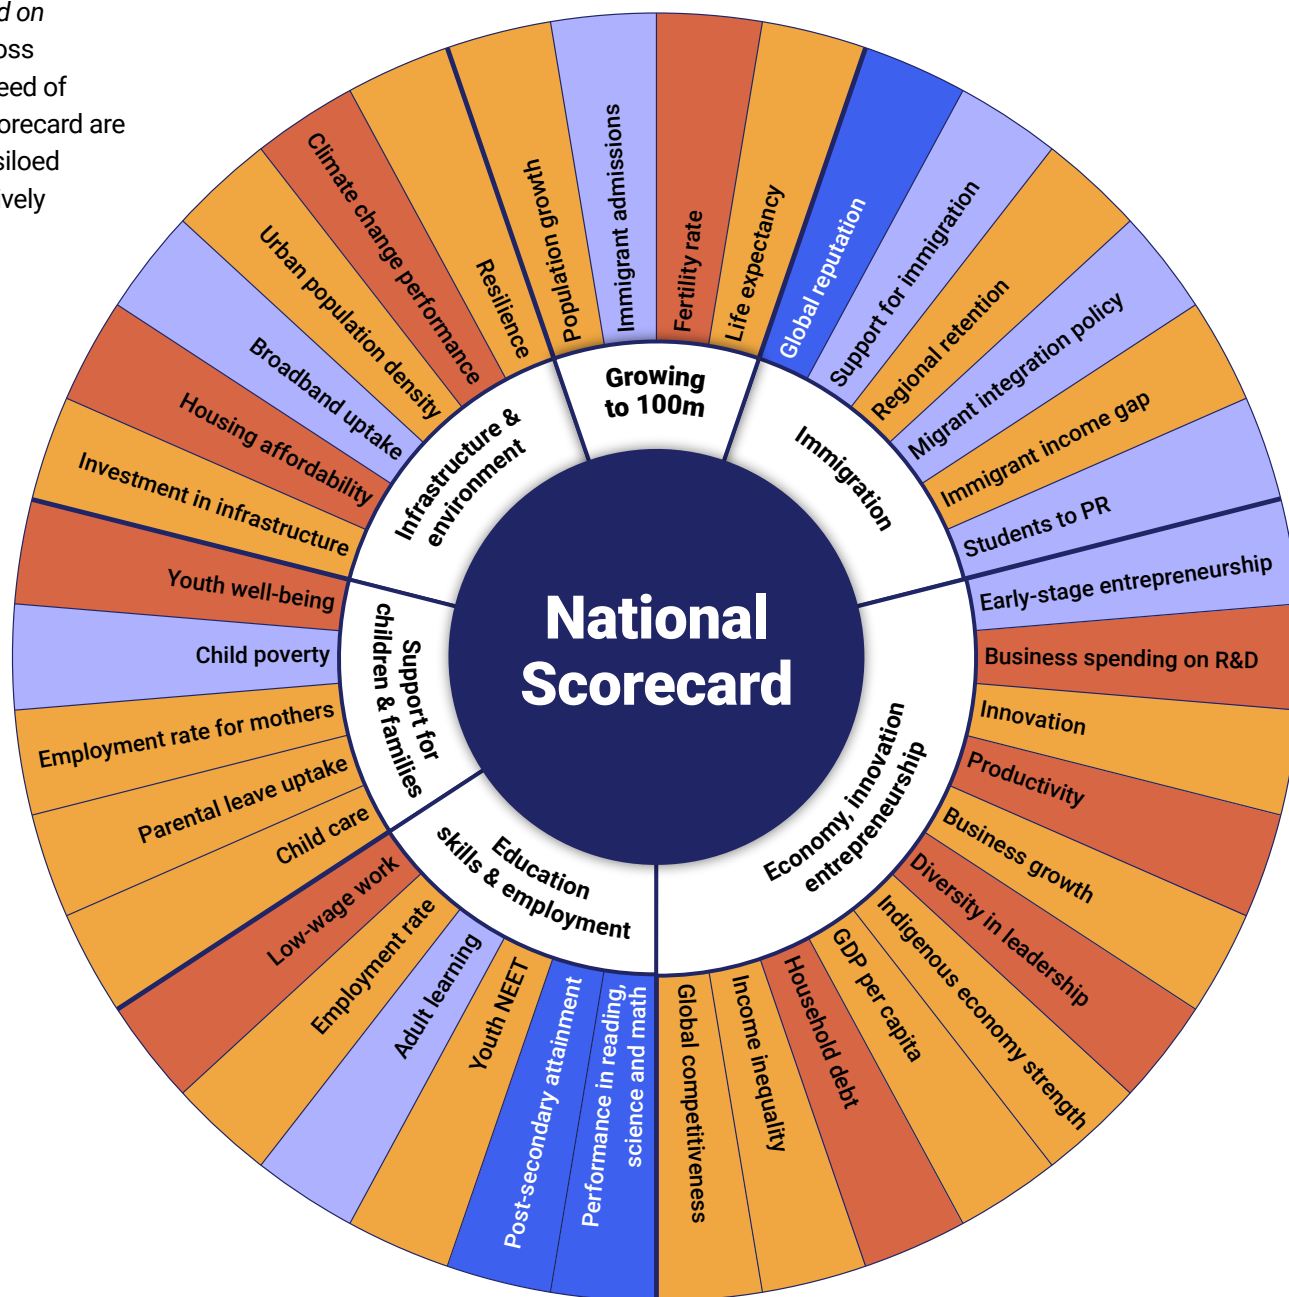 d on
oss
eed of
orecard are
siloed
ively
National
Scorecard
Growing
to 100m
Population growth
Immigrant admissions
Fertility rate
Life expectancy
Immigration
Global reputation
Support for immigration
Regional retention
Migrant integration policy
Immigrant income gap
Students to PR
Economy, innovation
entrepreneurship
Early-stage entrepreneurship
Business spending on R&D
Innovation
Productivity
Business growth
Diversity in leadership
Indigenous economy strength
GDP per capita
Household debt
Income inequality
Global competitiveness
Education
skills & employment
Performance in reading,
science and math
Post-secondary attainment
Youth NEET
Adult learning
Employment rate
Low-wage work
Support for
children & families
Child care
Parental leave uptake
Employment rate for mothers
Child poverty
Youth well-being
Infrastructure &
environment
Investment in infrastructure
Housing affordability
Broadband uptake
Urban population density
Climate change performance
Resilience